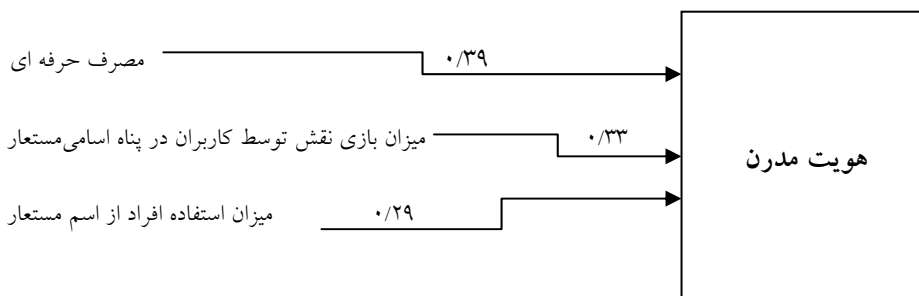 مصرف حرفه ای
۰/۳۹
میزان بازی نقش توسط کاربران در پناه اسامی‌مستعار
۰/۳۳
هویت مدرن
میزان استفاده افراد از اسم مستعار
۰/۲۹